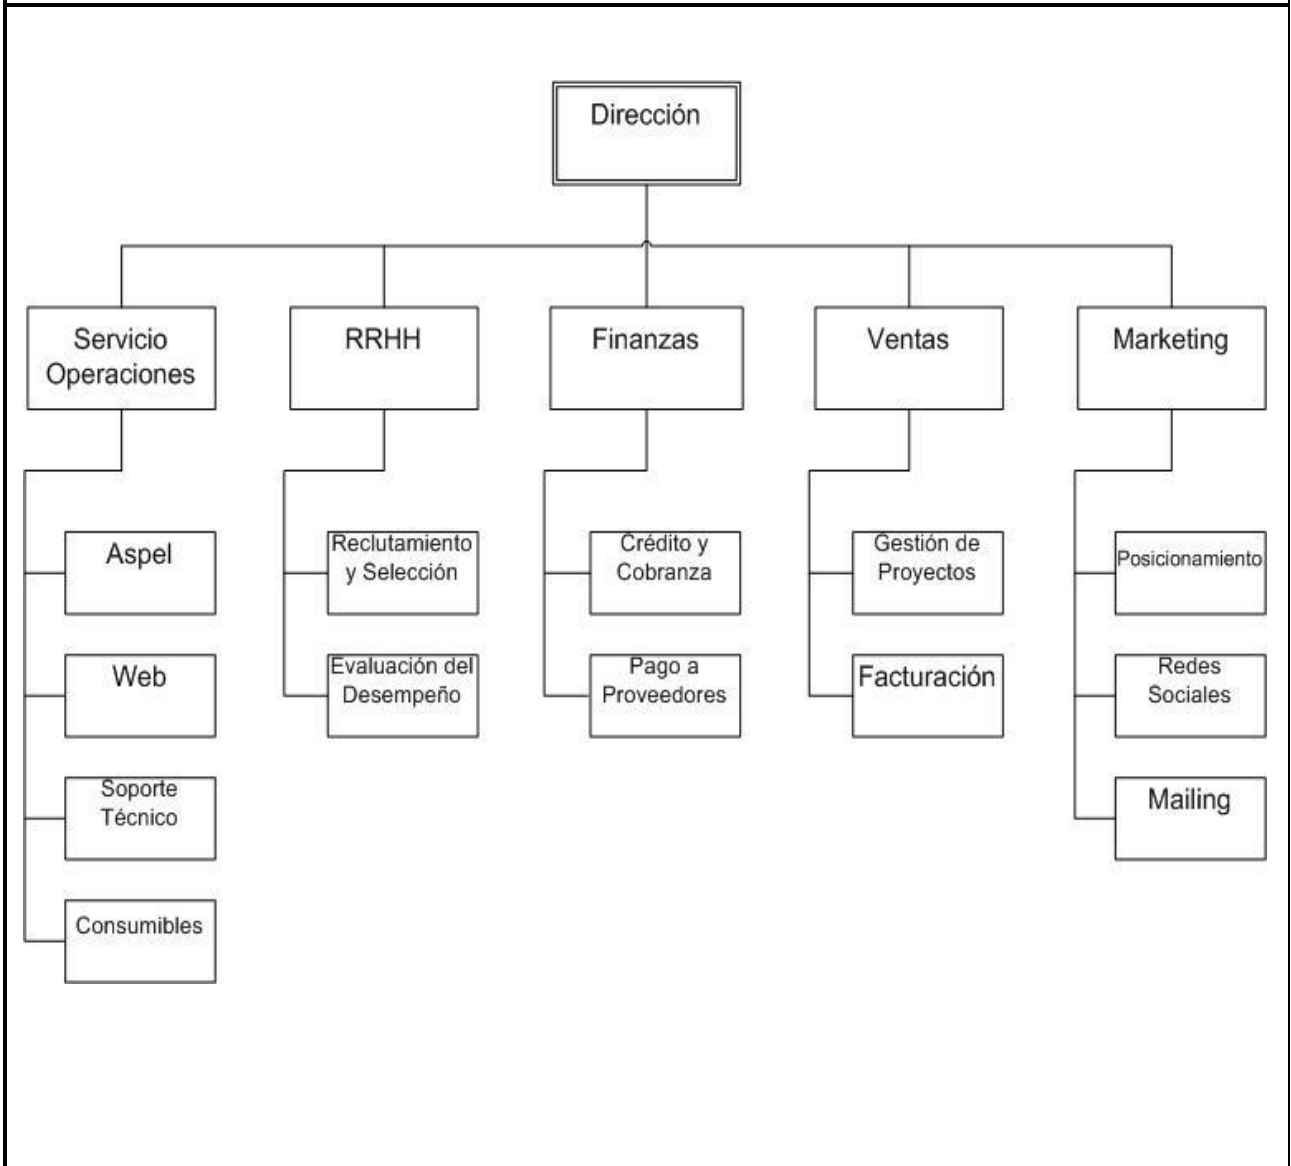 Dirección
Servicio
Operaciones
RRHH
Finanzas
Ventas
Marketing
Aspel
Web
Soporte
Técnico
Consumibles
Reclutamiento
y Selección
Evaluación del
Desempeño
Crédito y
Cobranza
Pago a
Proveedores
Gestión de
Proyectos
Facturación
Posicionamiento
Redes
Sociales
Mailing